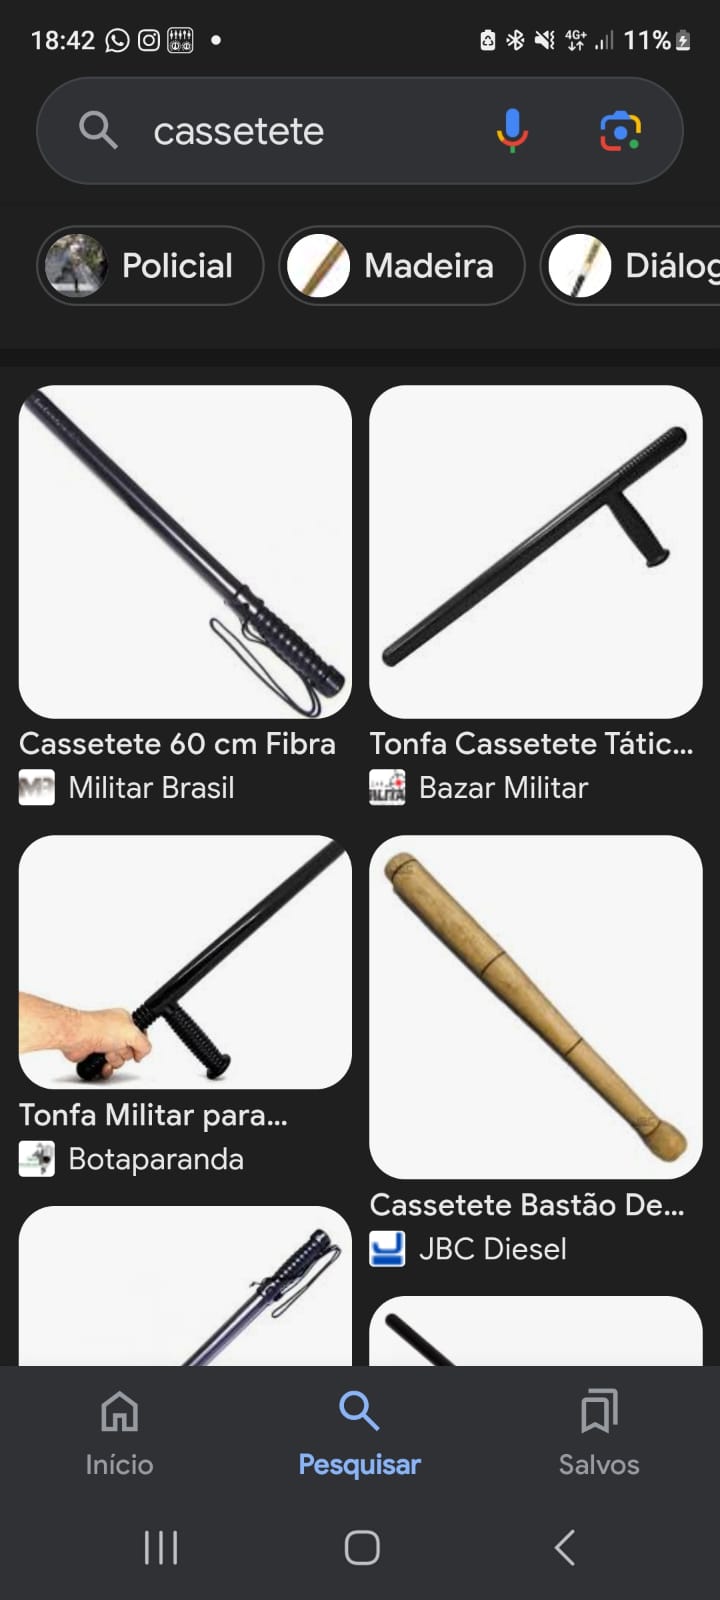 18:42
4G+
11%
cassetete
Policial
Madeira
Diálog
Cassetete 60 cm Fibra
Militar Brasil
Tonfa Cassetete Tátic...
Bazar Militar
Tonfa Militar para...
Botaparanda
Cassetete Bastão De...
JBC Diesel
Início
Pesquisar
Salvos